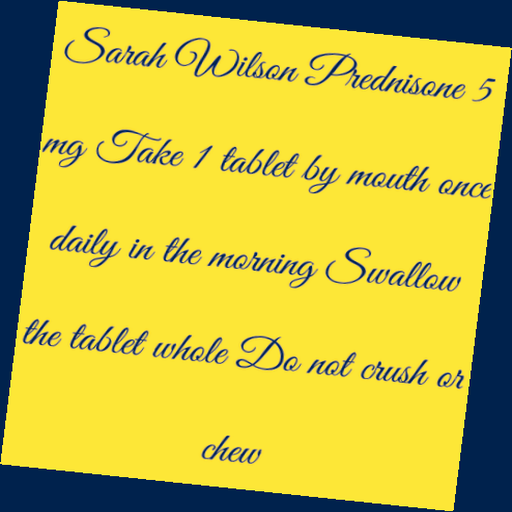 Sarah Wilson Prednisone 5
mg Take 1 tablet by mouth once
daily in the morning Swallow
the tablet whole Do not crush or
chew